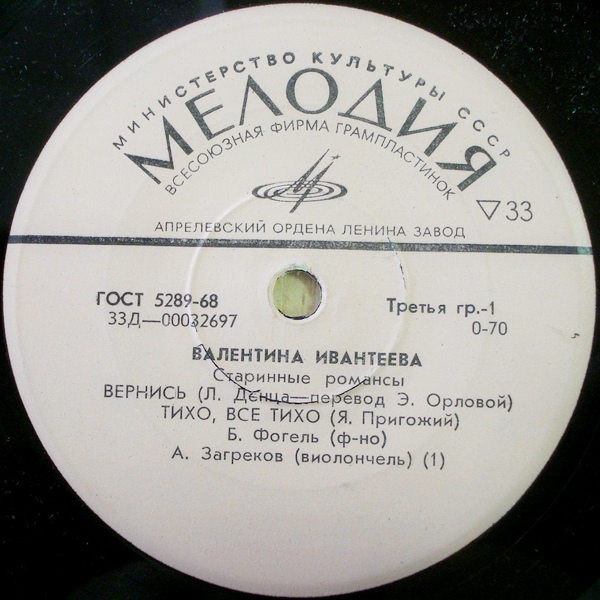 МИНИСТЕРСТВО КУЛЬТУРЫ СССР
МЕЛОДИЯ
ВСЕСОЮЗНАЯ ФИРМА ГРАМПЛАСТИНОК
▽33
АПРЕЛЕВСКИЙ ОРДЕНА ЛЕНИНА ЗАВОД
ГОСТ 5289-68 Третья гр.-1
33Д—00032697 0-70
ВАЛЕНТИНА ИВАНТЕЕВА
Старинные романсы
ВЕРНИСЬ (Л. Денца—перевод Э. Орловой)
ТИХО, ВСЕ ТИХО (Я. Пригожий)
Б. Фогель (ф-но)
А. Загреков (виолончель) (1)